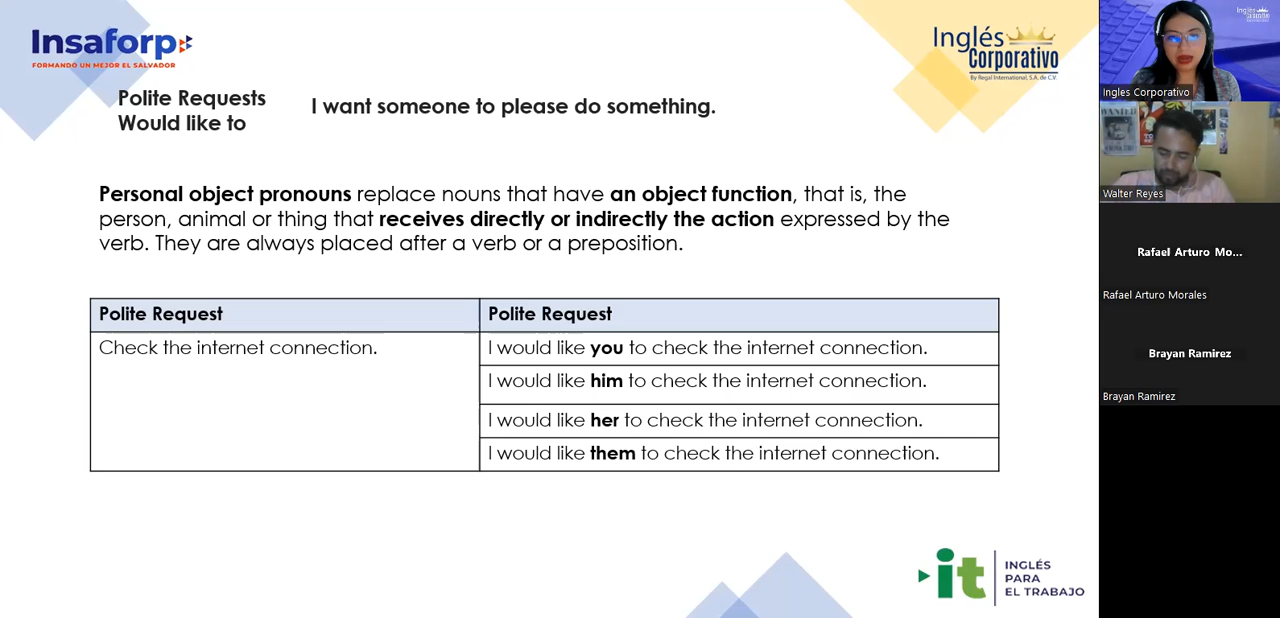 Insaforp
FORMANDO UN MEJOR EL SALVADOR
Inglés
Corporativo
By Regal International, S.A. de C.V.
Polite Requests
Would like to
I want someone to please do something.
Personal object pronouns replace nouns that have an object function, that is, the
person, animal or thing that receives directly or indirectly the action expressed by the
verb. They are always placed after a verb or a preposition.
Polite Request
Polite Request
Check the internet connection.
I would like you to check the internet connection.
I would like him to check the internet connection.
I would like her to check the internet connection.
I would like them to check the internet connection.
it
INGLÉS
PARA
EL TRABAJO
Inglés
Corporativo
Ingles Corporativo
WANTED
Walter Reyes
Rafael Arturo Mo...
Rafael Arturo Morales
Brayan Ramirez
Brayan Ramirez